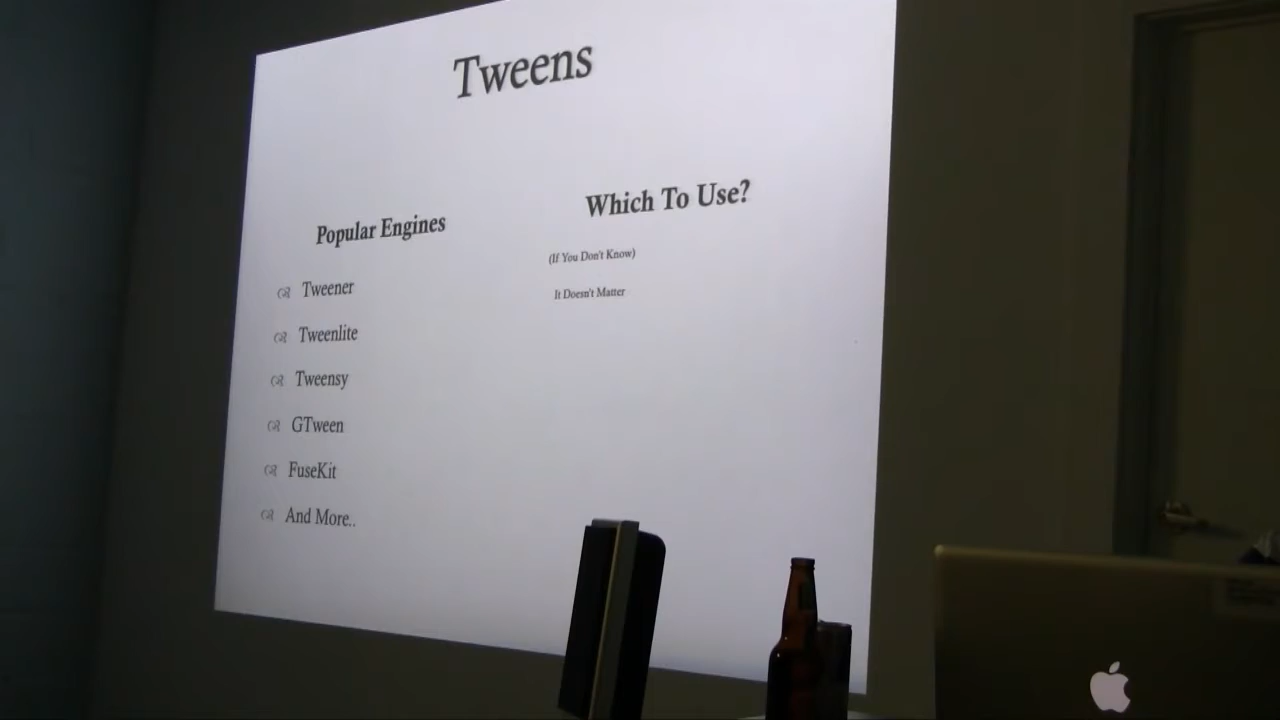 Tweens
Popular Engines
Tweener
Tweenlite
Tweensy
GTween
FuseKit
And More..
Which To Use?
(If You Don't Know)
It Doesn't Matter